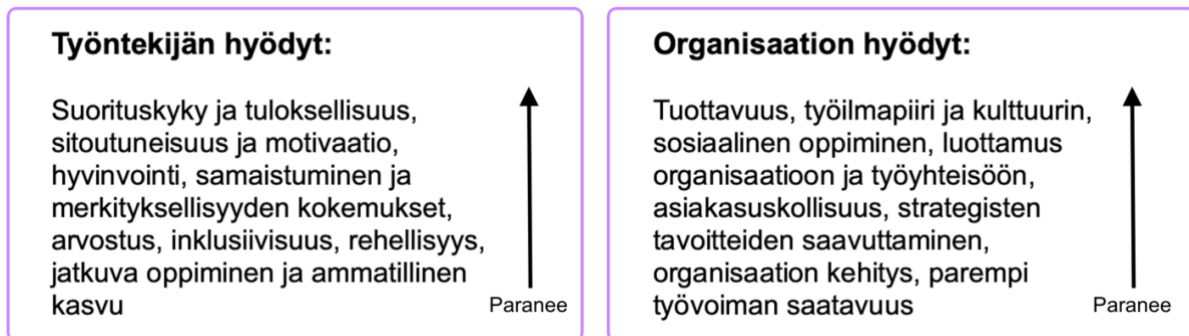 Työntekijän hyödyt:
Suorituskyky ja tuloksellisuus,
sitoutuneisuus ja motivaatio,
hyvinvointi, samaistuminen ja
merkityksellisyyden kokemukset,
arvostus, inklusiivisuus, rehellisyys,
jatkuva oppiminen ja ammatillinen
kasvu
Paranee
Organisaation hyödyt:
Tuottavuus, työilmapiiri ja kulttuurin,
sosiaalinen oppiminen, luottamus
organisaatioon ja työyhteisöön,
asiakasuskollisuus, strategisten
tavoitteiden saavuttaminen,
organisaation kehitys, parempi
työvoiman saatavuus
Paranee